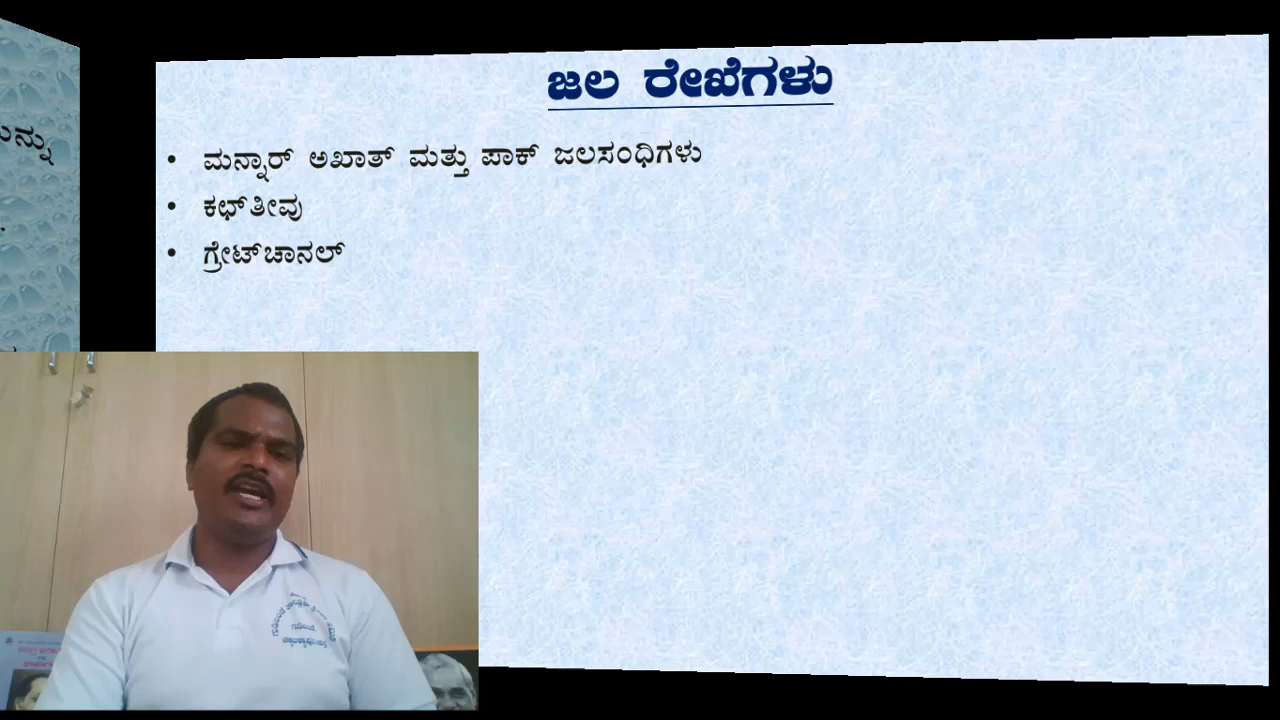 ಜಲ ರೇಖೆಗಳು
• ಮನ್ನಾರ್ ಅಖಾತ್ ಮತ್ತು ಪಾಕ್ ಜಲಸಂಧಿಗಳು
• ಕಛ್‌ತೀವು
• ಗ್ರೇಟ್‌ಚಾನಲ್